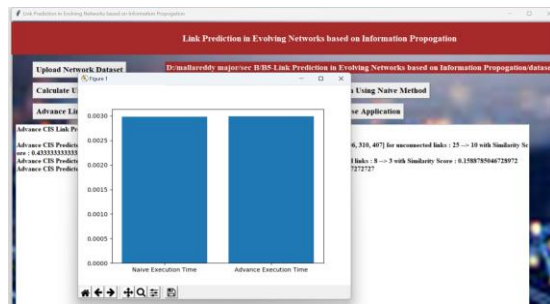 Link Prediction in Evolving Networks based on Information Propogation
Link Prediction in Evolving Networks based on Information Propogation
Upload Network Dataset
D:/mallareddy major/sec B/B5-Link Prediction in Evolving Networks based on Information Propogation/datase
Figure 1
Calculate U
n Using Naive Method
Advance Lin
se Application
Advance CIS Link Pr
Advance CIS Predicte
6, 310, 407] for unconnected links : 25 --> 10 with Similarity Sc
ore : 0.43333333333
Advance CIS Predicte
l links : 8 --> 3 with Similarity Score : 0.1588785046728972
Advance CIS Predicte
7272727
0.0030
0.0025
0.0020
0.0015
0.0010
0.0005
0.0000
Naive Execution Time
Advance Execution Time